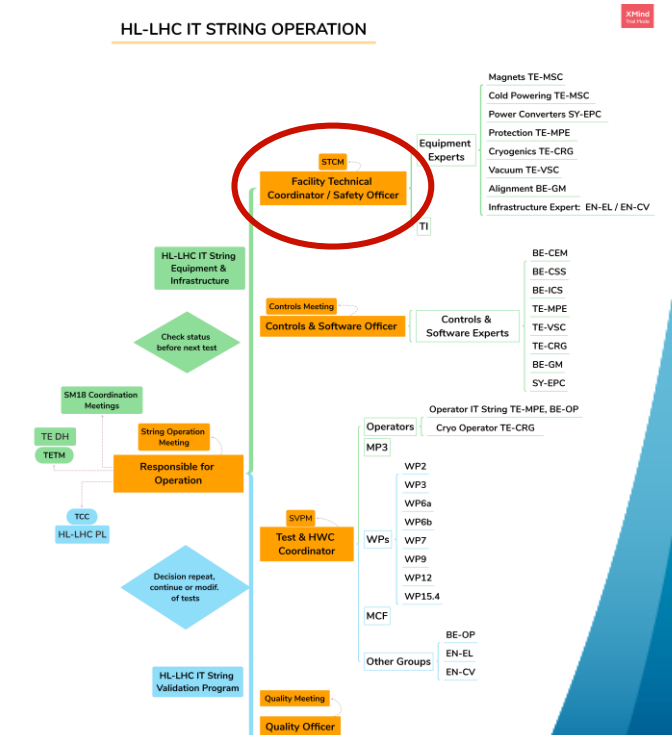 HL-LHC IT STRING OPERATION
XMind
Trial Mode
Magnets TE-MSC
Cold Powering TE-MSC
Power Converters SY-EPC
Protection TE-MPE
Cryogenics TE-CRG
Vacuum TE-VSC
Alignment BE-GM
Infrastructure Expert: EN-EL / EN-CV
Equipment
Experts
TI
STCM
Facility Technical
Coordinator / Safety Officer
HL-LHC IT String
Equipment &
Infrastructure
Controls Meeting
Controls & Software Officer
Controls &
Software Experts
BE-CEM
BE-CSS
BE-ICS
TE-MPE
TE-VSC
TE-CRG
BE-GM
SY-EPC
Check status
before next test
SM18 Coordination
Meetings
TE DH
TETM
String Operation
Meeting
Responsible for
Operation
TCC
HL-LHC PL
Operators
Operator IT String TE-MPE, BE-OP
Cryo Operator TE-CRG
MP3
SVPM
Test & HWC
Coordinator
WPs
WP2
WP3
WP6a
WP6b
WP7
WP9
WP12
WP15.4
MCF
Other Groups
BE-OP
EN-EL
EN-CV
Decision repeat,
continue or modif.
of tests
HL-LHC IT String
Validation Program
Quality Meeting
Quality Officer